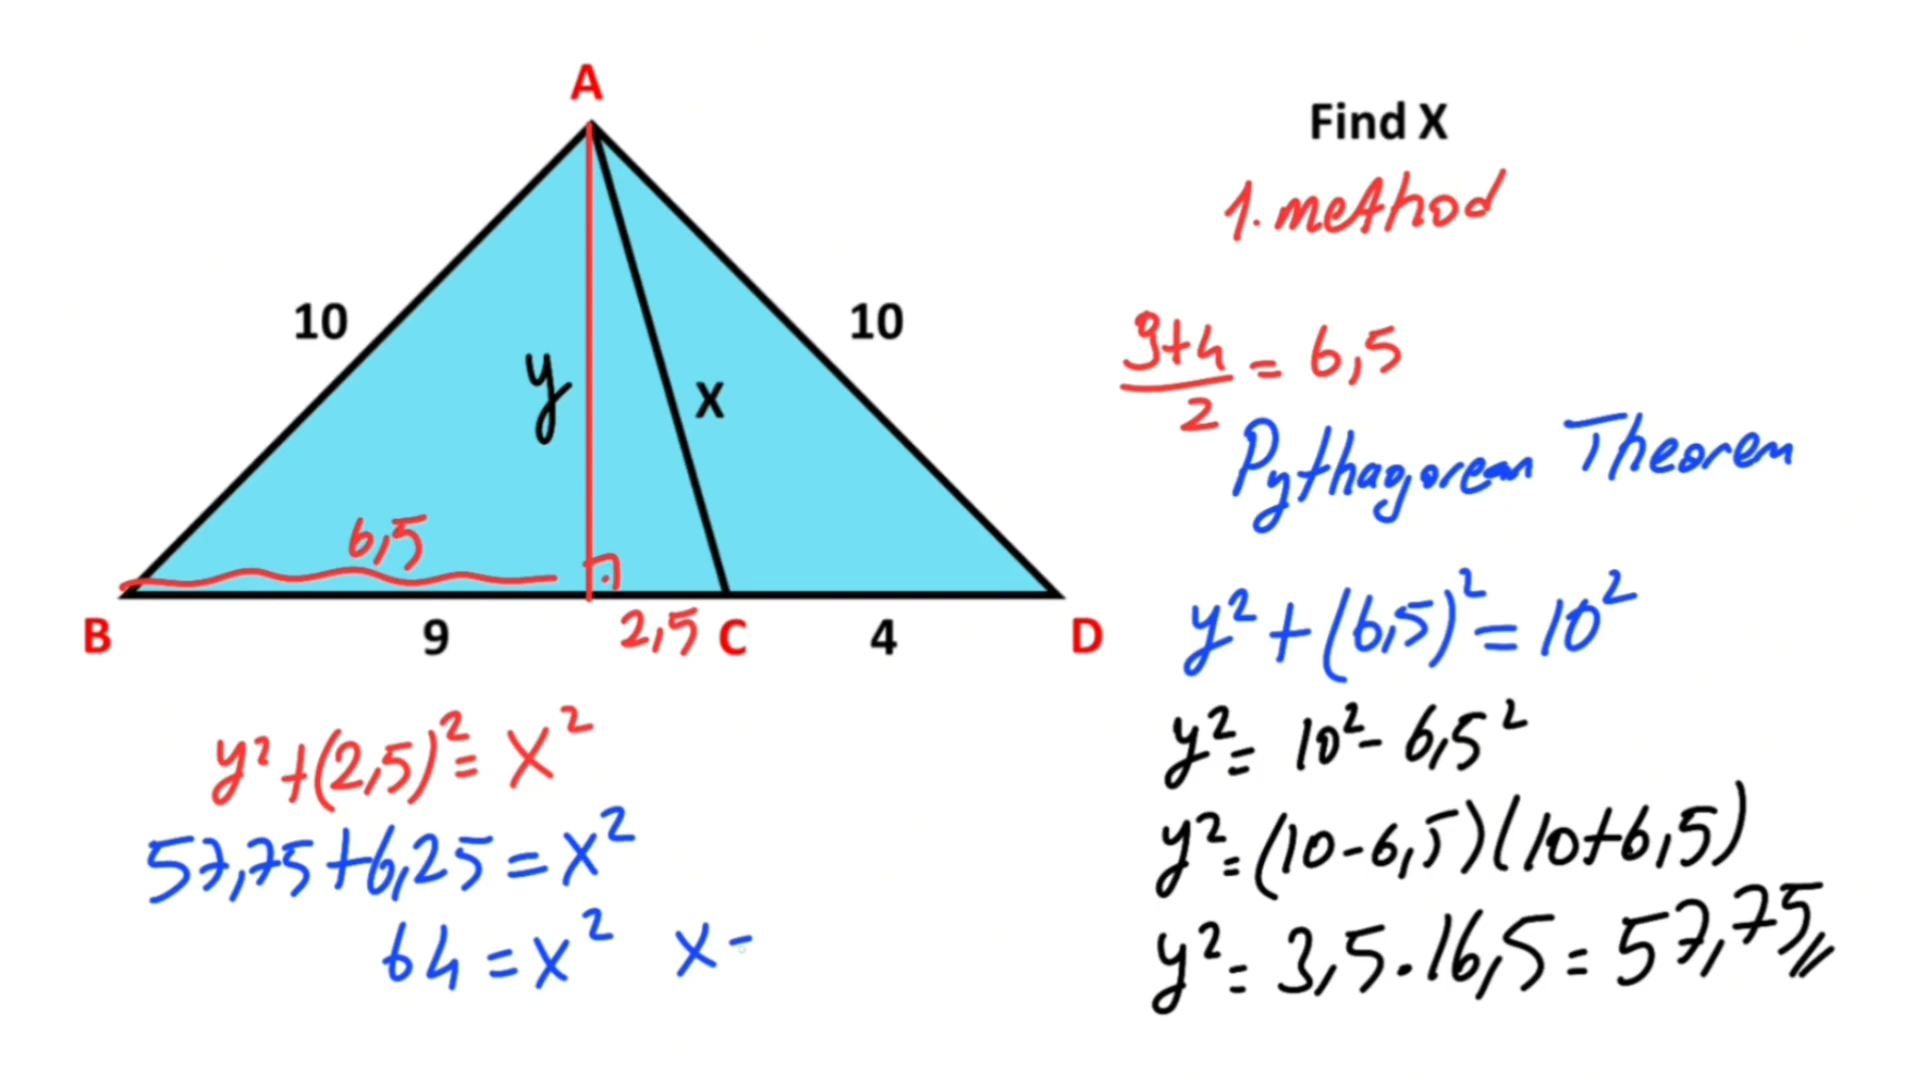 A
Find X
1. method
10
10
y
X
9+4
2
= 6,5
Pythagorean Theorem
6,5
B
9
2,5
C
4
D
y² + (6,5)² = 10²
y² + (2,5)² = x²
y² = 10² - 6,5²
57,75 + 6,25 = x²
y² = (10 - 6,5)(10 + 6,5)
64 = x² x -
y² = 3,5 . 16,5 = 57,75